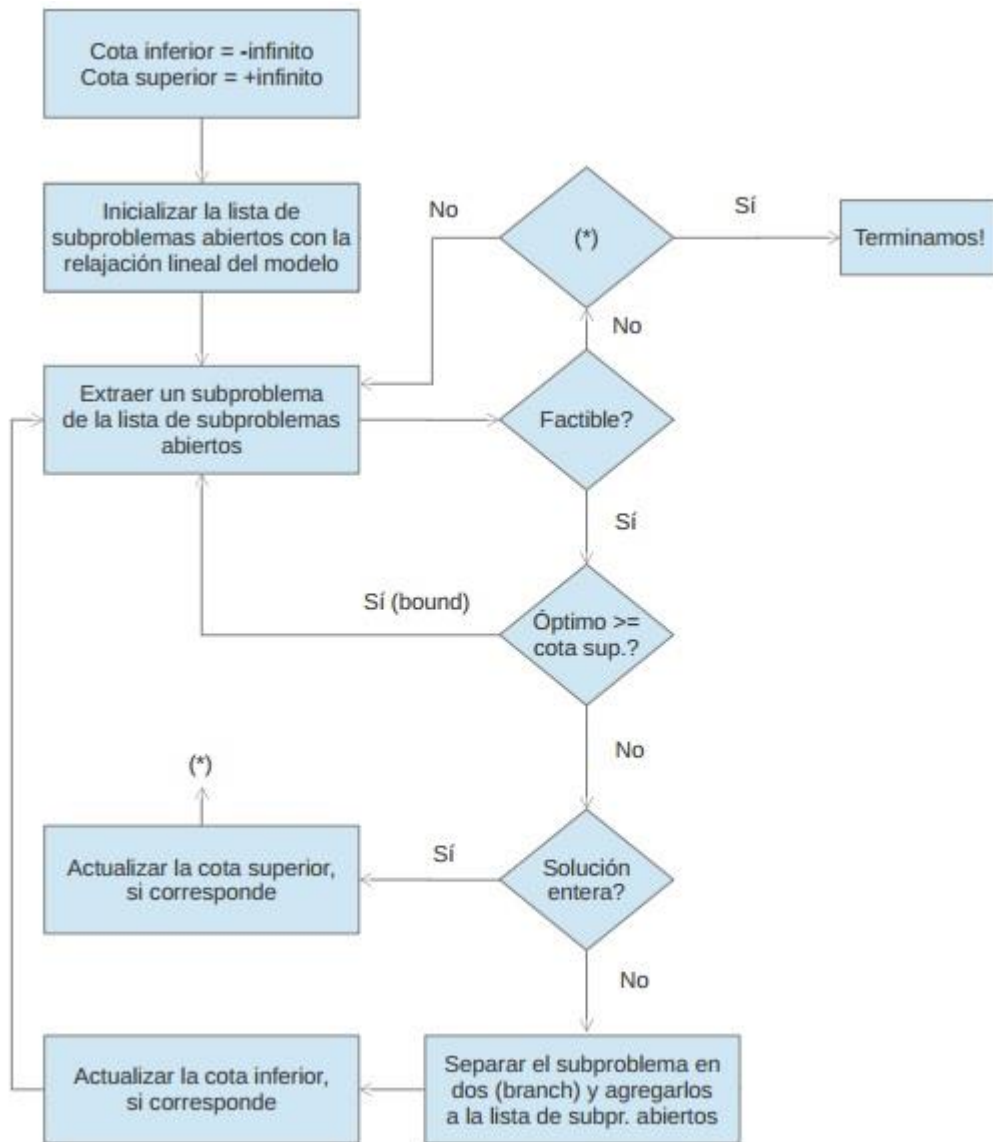 Cota inferior = -infinito
Cota superior = +infinito
Inicializar la lista de
subproblemas abiertos con la
relajación lineal del modelo
No
(*)
Sí
Terminamos!
No
Extraer un subproblema
de la lista de subproblemas
abiertos
Factible?
Sí
Sí (bound)
Óptimo >=
cota sup.?
No
(*)
Actualizar la cota superior,
si corresponde
Sí
Solución
entera?
No
Actualizar la cota inferior,
si corresponde
Separar el subproblema en
dos (branch) y agregarlos
a la lista de subpr. abiertos